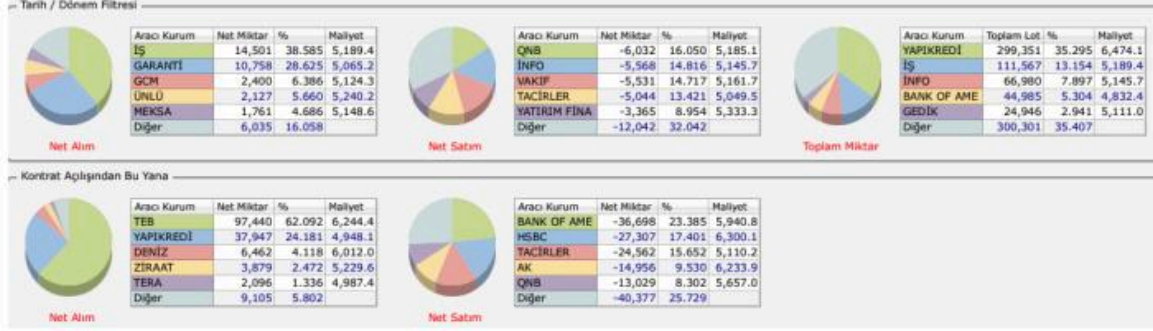 Tarih / Dönem Filtresi
Aracı Kurum Net Miktar % Maliyet
İŞ 14,501 38.585 5,189.4
GARANTİ 10,758 28.625 5,065.2
GCM 2,400 6.386 5,124.3
ÜNLÜ 2,127 5.660 5,240.2
MEKSA 1,761 4.686 5,148.6
Diğer 6,035 16.058
Net Alım
Aracı Kurum Net Miktar % Maliyet
QNB -6,032 16.050 5,185.1
İNFO -5,568 14.816 5,145.7
VAKIF -5,531 14.717 5,161.7
TACİRLER -5,044 13.421 5,049.5
YATIRIM FİNA -3,365 8.954 5,333.3
Diğer -12,042 32.042
Net Satım
Aracı Kurum Toplam Lot % Maliyet
YAPIKREDİ 299,351 35.295 6,474.1
İŞ 111,567 13.154 5,189.4
İNFO 66,980 7.897 5,145.7
BANK OF AME 44,985 5.304 4,832.4
GEDİK 24,946 2.941 5,111.0
Diğer 300,301 35.407
Toplam Miktar
Kontrat Açılışından Bu Yana
Aracı Kurum Net Miktar % Maliyet
TEB 97,440 62.092 6,244.4
YAPIKREDİ 37,947 24.181 4,948.1
DENİZ 6,462 4.118 6,012.0
ZİRAAT 3,879 2.472 5,229.6
TERA 2,096 1.336 4,987.4
Diğer 9,105 5.802
Net Alım
Aracı Kurum Net Miktar % Maliyet
BANK OF AME -36,698 23.385 5,940.8
HSBC -27,307 17.401 6,300.1
TACİRLER -24,562 15.652 5,110.2
AK -14,956 9.530 6,233.9
QNB -13,029 8.302 5,657.0
Diğer -40,377 25.729
Net Satım